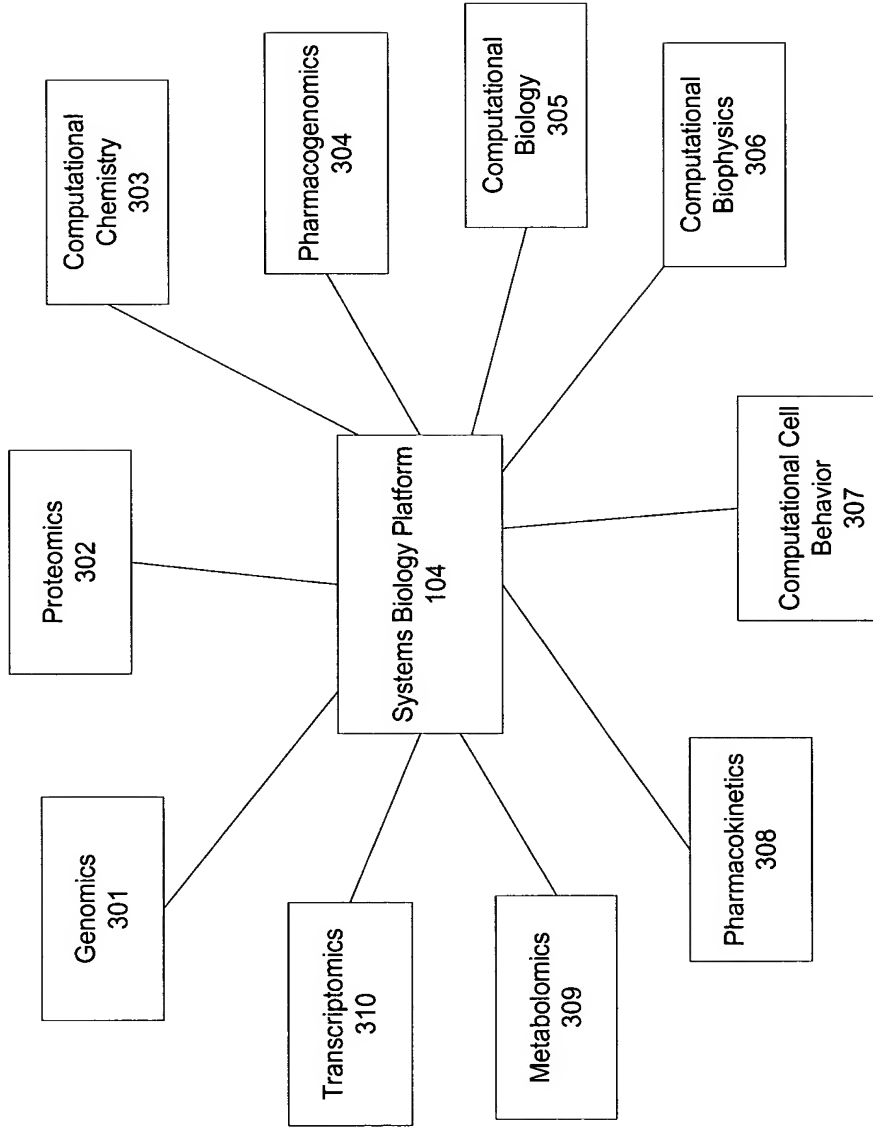 Genomics
301
Proteomics
302
Computational
Chemistry
303
Pharmacogenomics
304
Computational
Biology
305
Computational
Biophysics
306
Computational Cell
Behavior
307
Pharmacokinetics
308
Metabolomics
309
Transcriptomics
310
Systems Biology Platform
104